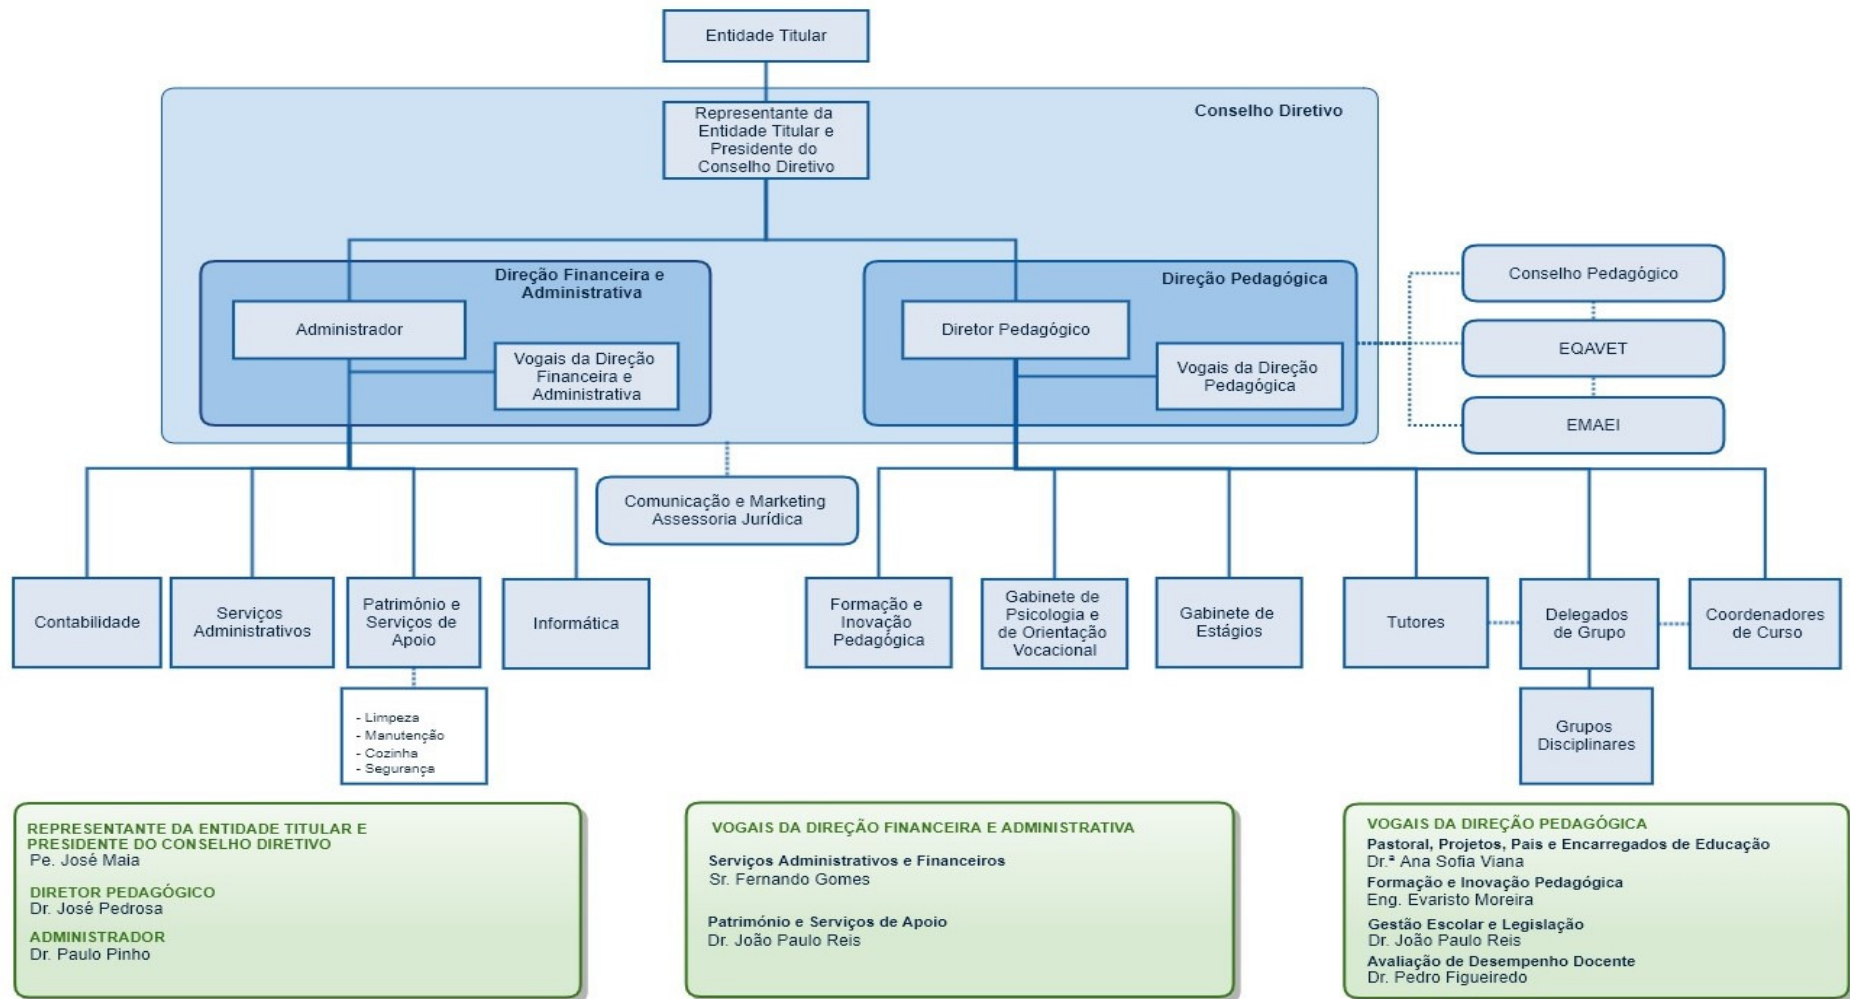 Entidade Titular
Conselho Diretivo
Representante da
Entidade Titular e
Presidente do
Conselho Diretivo
Direção Financeira e
Administrativa
Administrador
Vogais da Direção
Financeira e
Administrativa
Direção Pedagógica
Diretor Pedagógico
Vogais da Direção
Pedagógica
Conselho Pedagógico
EQAVET
EMAEI
Comunicação e Marketing
Assessoria Jurídica
Contabilidade
Serviços
Administrativos
Património e
Serviços de
Apoio
Informática
Formação e
Inovação
Pedagógica
Gabinete de
Psicologia e
de Orientação
Vocacional
Gabinete de
Estágios
Tutores
Delegados
de Grupo
Coordenadores
de Curso
- Limpeza
- Manutenção
- Cozinha
- Segurança
Grupos
Disciplinares
REPRESENTANTE DA ENTIDADE TITULAR E
PRESIDENTE DO CONSELHO DIRETIVO
Pe. José Maia
DIRETOR PEDAGÓGICO
Dr. José Pedrosa
ADMINISTRADOR
Dr. Paulo Pinho
VOGAIS DA DIREÇÃO FINANCEIRA E ADMINISTRATIVA
Serviços Administrativos e Financeiros
Sr. Fernando Gomes
Património e Serviços de Apoio
Dr. João Paulo Reis
VOGAIS DA DIREÇÃO PEDAGÓGICA
Pastoral, Projetos, Pais e Encarregados de Educação
Dr.ª Ana Sofia Viana
Formação e Inovação Pedagógica
Eng. Evaristo Moreira
Gestão Escolar e Legislação
Dr. João Paulo Reis
Avaliação de Desempenho Docente
Dr. Pedro Figueiredo